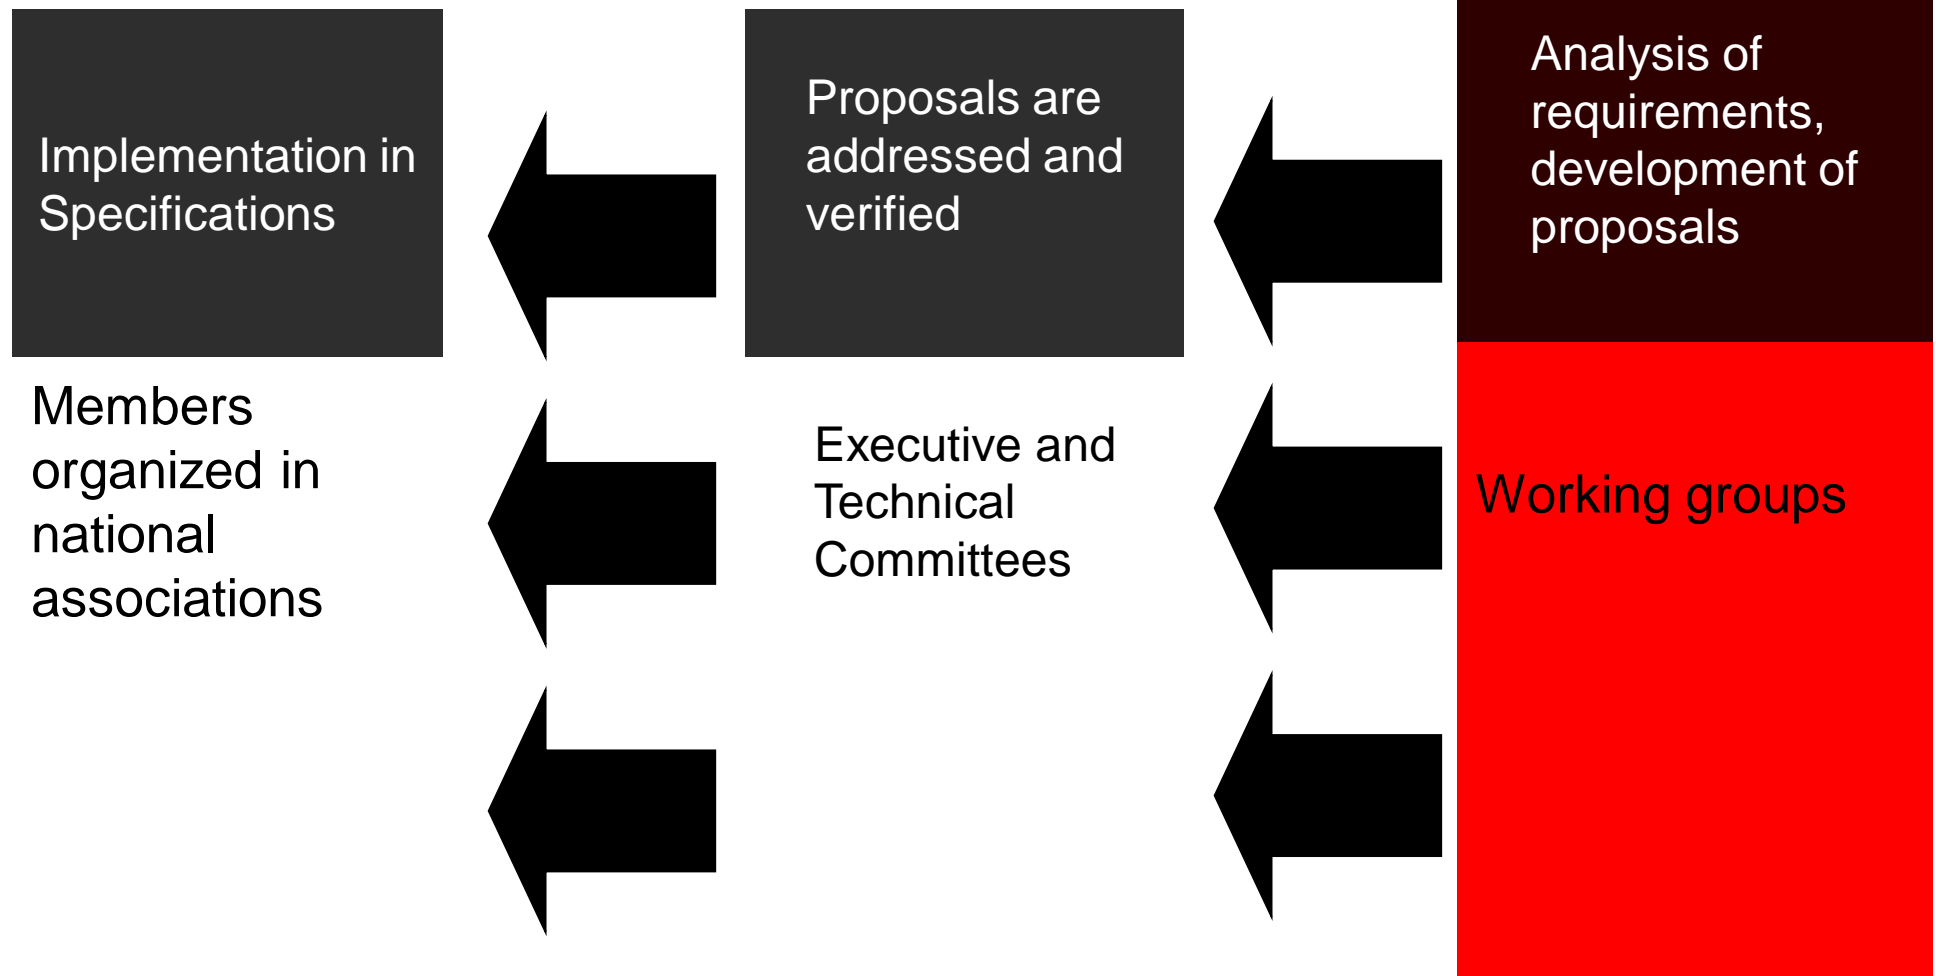 Implementation in
Specifications
Proposals are
addressed and
verified
Analysis of
requirements,
development of
proposals
Members
organized in
national
associations
Executive and
Technical
Committees
Working groups